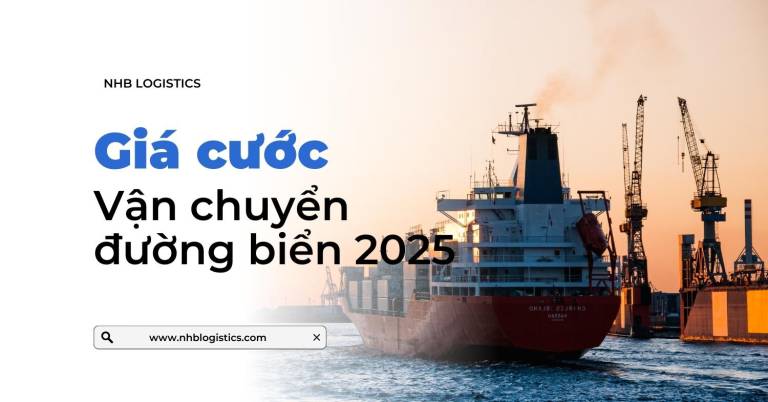 NHB LOGISTICS
Giá cước
Vận chuyển
đường biển 2025
www.nhblogistics.com